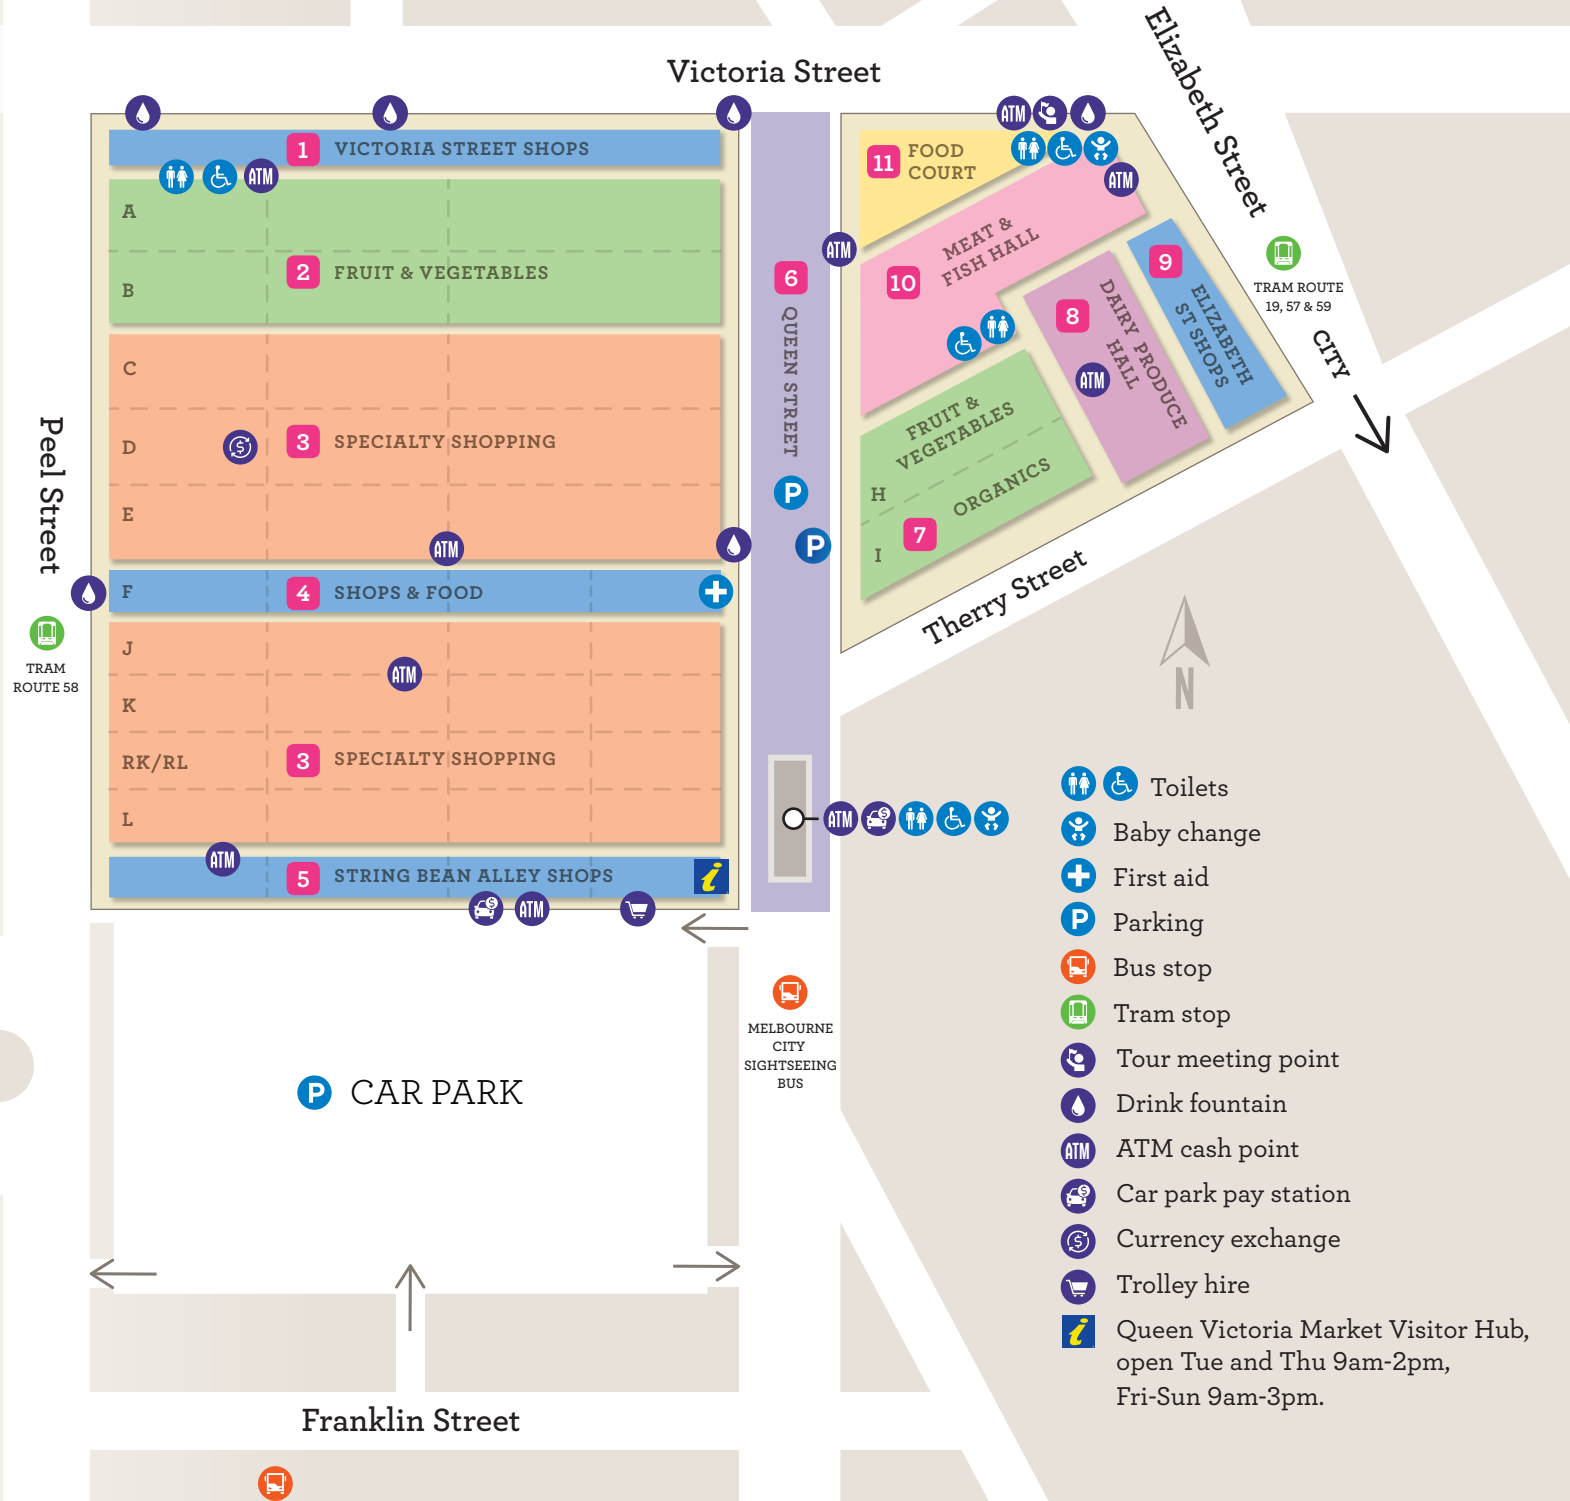 Victoria Street
Elizabeth Street
1 VICTORIA STREET SHOPS
ATM
A
B
2 FRUIT & VEGETABLES
C
D
E
3 SPECIALTY SHOPPING
ATM
F
4 SHOPS & FOOD
J
K
RK/RL
L
ATM
3 SPECIALTY SHOPPING
ATM
5 STRING BEAN ALLEY SHOPS
i
ATM
Peel Street
TRAM
ROUTE 58
6
QUEEN STREET
P
P
ATM
ATM
11
FOOD
COURT
ATM
ATM
10
MEAT &
FISH HALL
9
ELIZABETH
ST SHOPS
8
DAIRY PRODUCE
HALL
ATM
FRUIT &
VEGETABLES
H
ORGANICS
7
I
TRAM ROUTE
19, 57 & 59
CITY
Therry Street
N
MELBOURNE
CITY
SIGHTSEEING
BUS
P CAR PARK
Franklin Street
Toilets
Baby change
First aid
P Parking
Bus stop
Tram stop
Tour meeting point
Drink fountain
ATM ATM cash point
Car park pay station
Currency exchange
Trolley hire
i Queen Victoria Market Visitor Hub,
open Tue and Thu 9am-2pm,
Fri-Sun 9am-3pm.